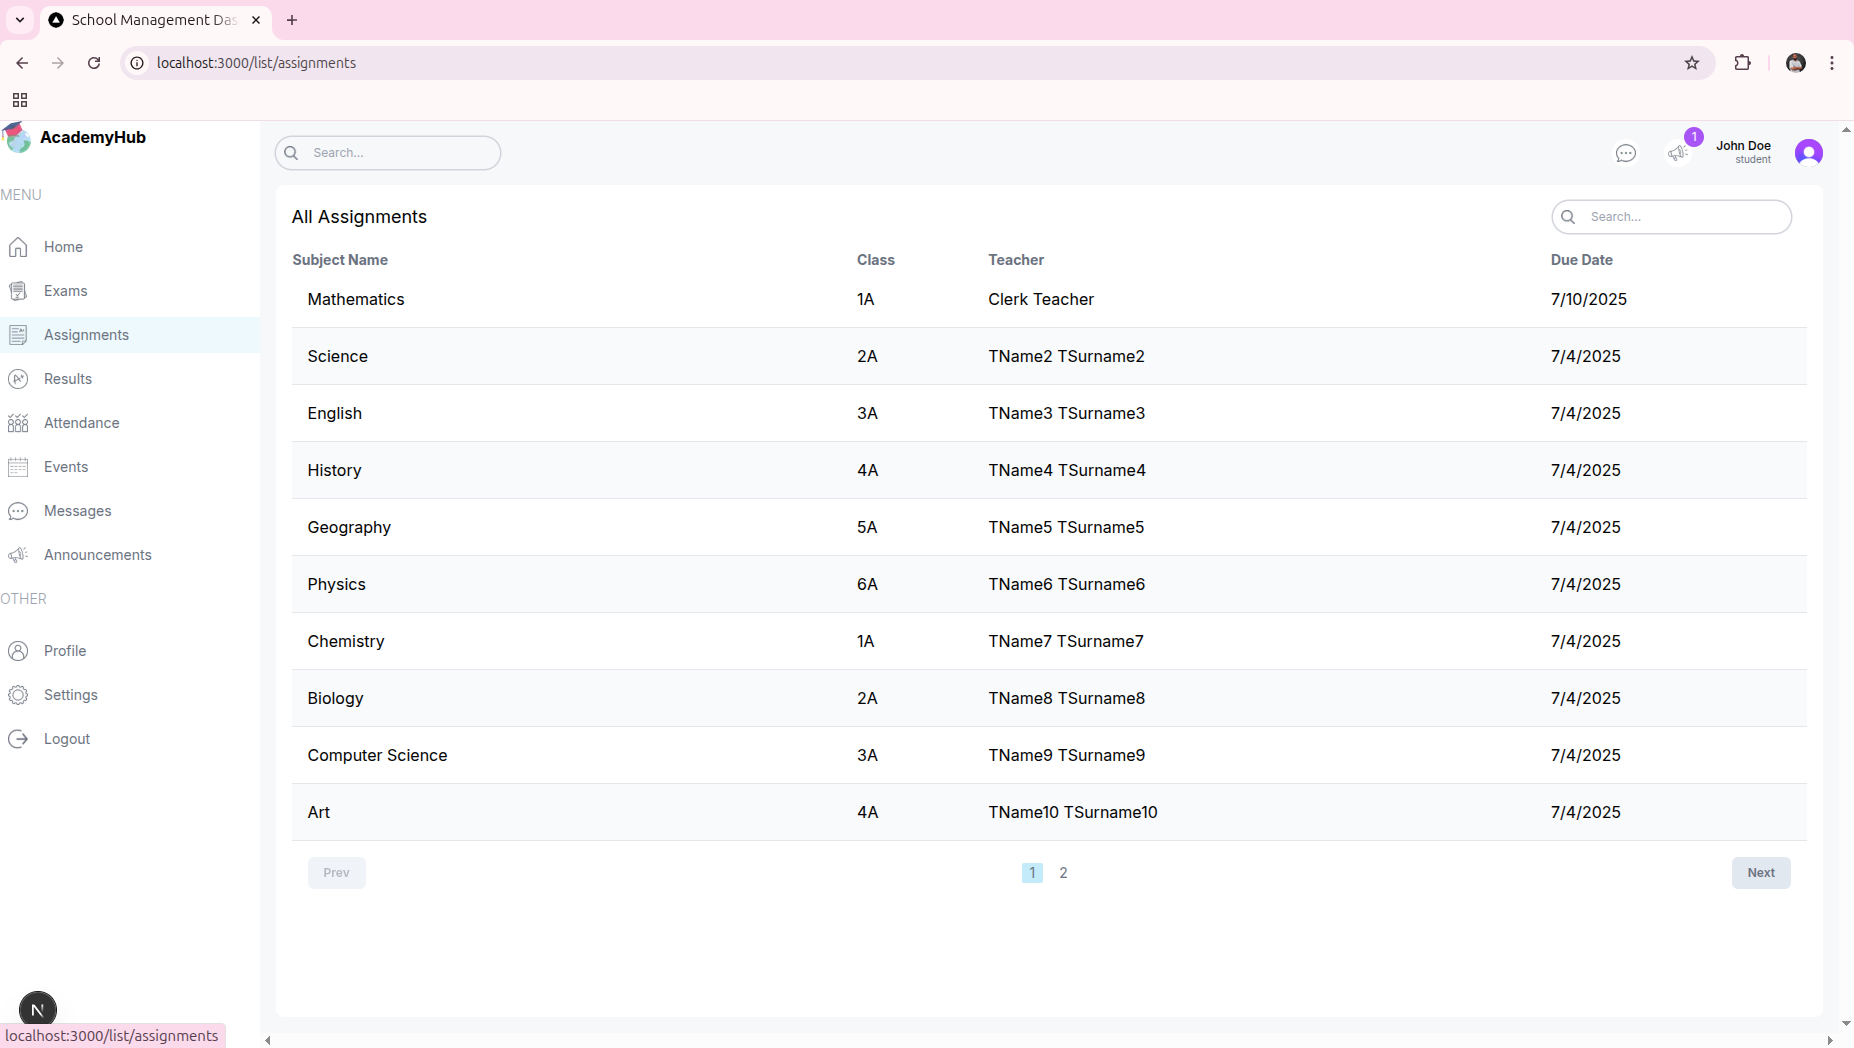 School Management Das
localhost:3000/list/assignments
AcademyHub
Search...
1
John Doe
student
MENU
Home
Exams
Assignments
Results
Attendance
Events
Messages
Announcements
OTHER
Profile
Settings
Logout
All Assignments
Search...
Subject Name Class Teacher Due Date
Mathematics 1A Clerk Teacher 7/10/2025
Science 2A TName2 TSurname2 7/4/2025
English 3A TName3 TSurname3 7/4/2025
History 4A TName4 TSurname4 7/4/2025
Geography 5A TName5 TSurname5 7/4/2025
Physics 6A TName6 TSurname6 7/4/2025
Chemistry 1A TName7 TSurname7 7/4/2025
Biology 2A TName8 TSurname8 7/4/2025
Computer Science 3A TName9 TSurname9 7/4/2025
Art 4A TName10 TSurname10 7/4/2025
Prev 1 2 Next
N
localhost:3000/list/assignments